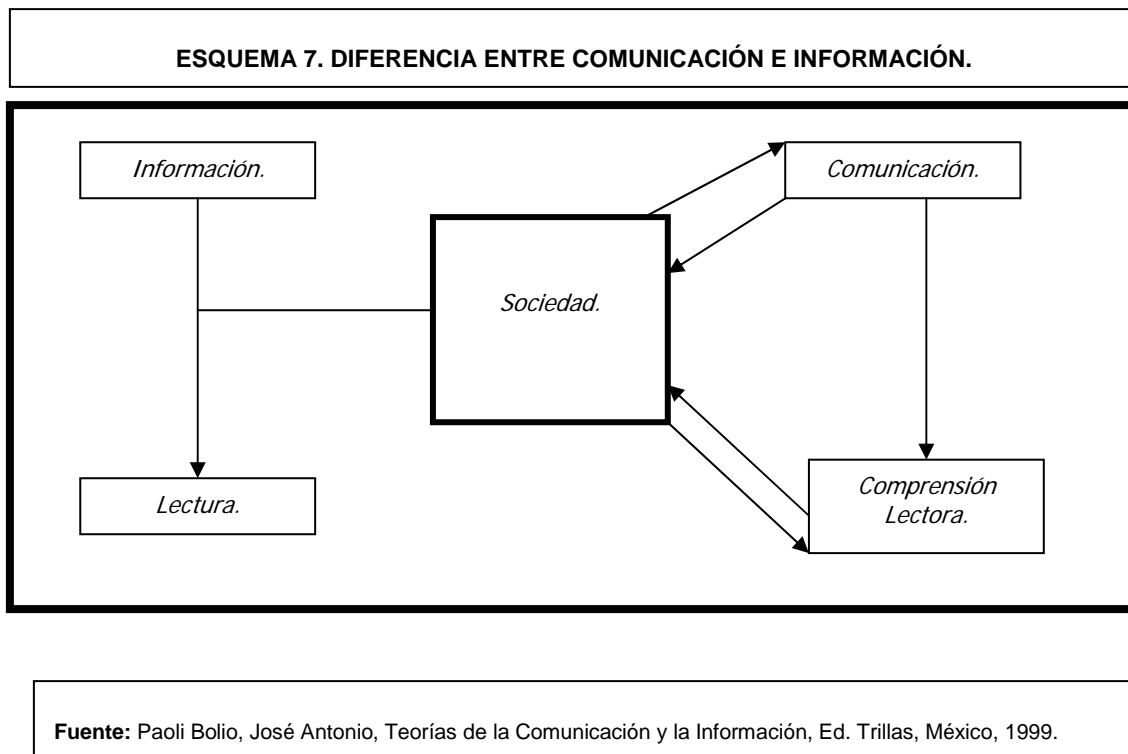 ESQUEMA 7. DIFERENCIA ENTRE COMUNICACIÓN E INFORMACIÓN.
Información.
Comunicación.
Sociedad.
Lectura.
Comprensión
Lectora.
Fuente: Paoli Bolio, José Antonio, Teorías de la Comunicación y la Información, Ed. Trillas, México, 1999.